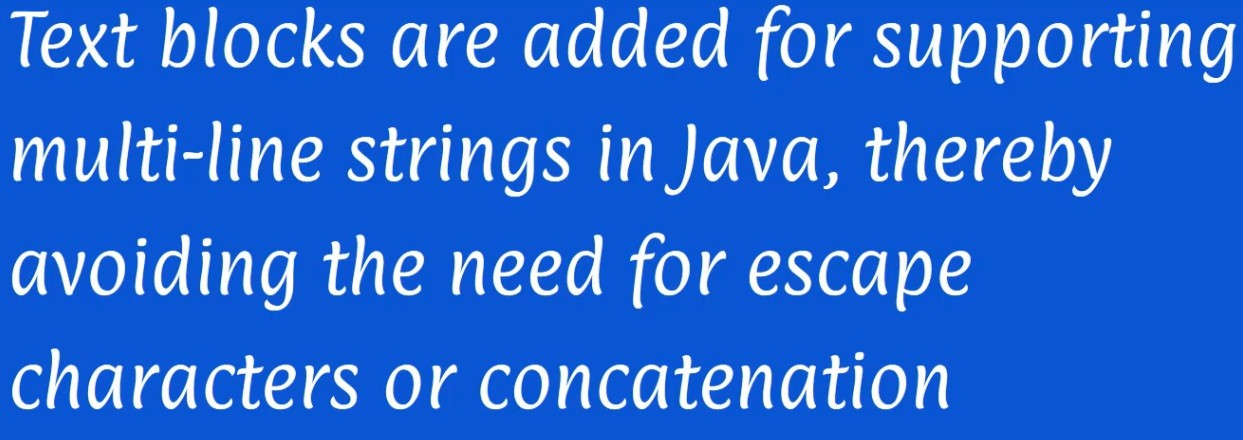 Text blocks are added for supporting
multi-line strings in Java, thereby
avoiding the need for escape
characters or concatenation